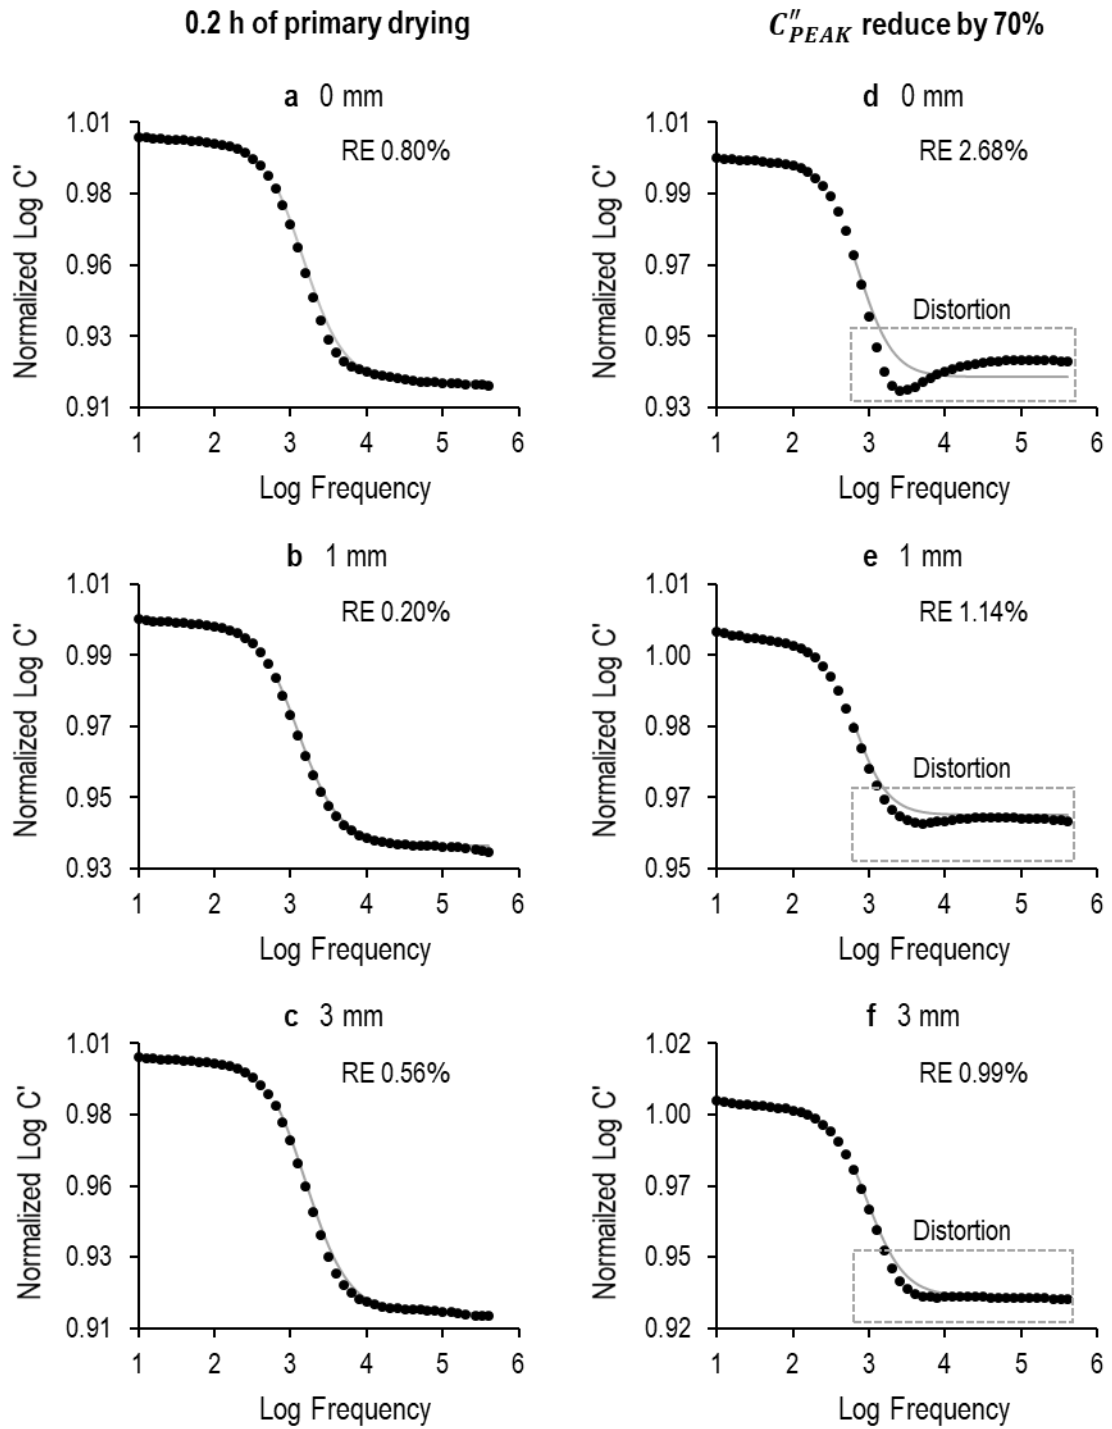 0.2 h of primary drying
C″PEAK reduce by 70%
a 0 mm
RE 0.80%
1.01
0.98
0.96
0.93
0.91
Normalized Log C'
1 2 3 4 5 6
Log Frequency
d 0 mm
RE 2.68%
Distortion
1.01
0.99
0.97
0.95
0.93
Normalized Log C'
1 2 3 4 5 6
Log Frequency
b 1 mm
RE 0.20%
1.01
0.99
0.97
0.95
0.93
Normalized Log C'
1 2 3 4 5 6
Log Frequency
e 1 mm
RE 1.14%
Distortion
1.01
1.00
0.98
0.97
0.95
Normalized Log C'
1 2 3 4 5 6
Log Frequency
c 3 mm
RE 0.56%
1.01
0.98
0.96
0.93
0.91
Normalized Log C'
1 2 3 4 5 6
Log Frequency
f 3 mm
RE 0.99%
Distortion
1.02
1.00
0.97
0.95
0.92
Normailzed Log C'
1 2 3 4 5 6
Log Frequency